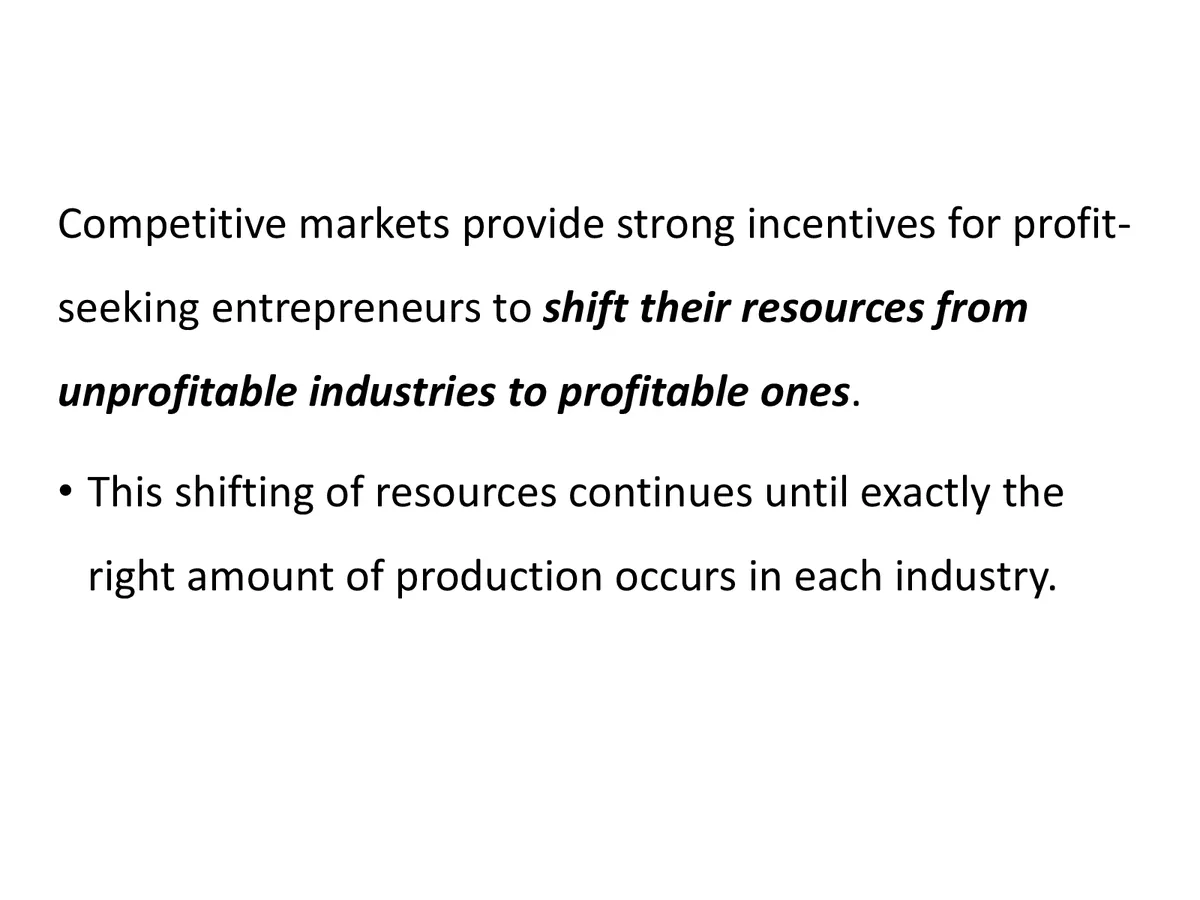 Competitive markets provide strong incentives for profit-
seeking entrepreneurs to shift their resources from
unprofitable industries to profitable ones.
• This shifting of resources continues until exactly the
right amount of production occurs in each industry.